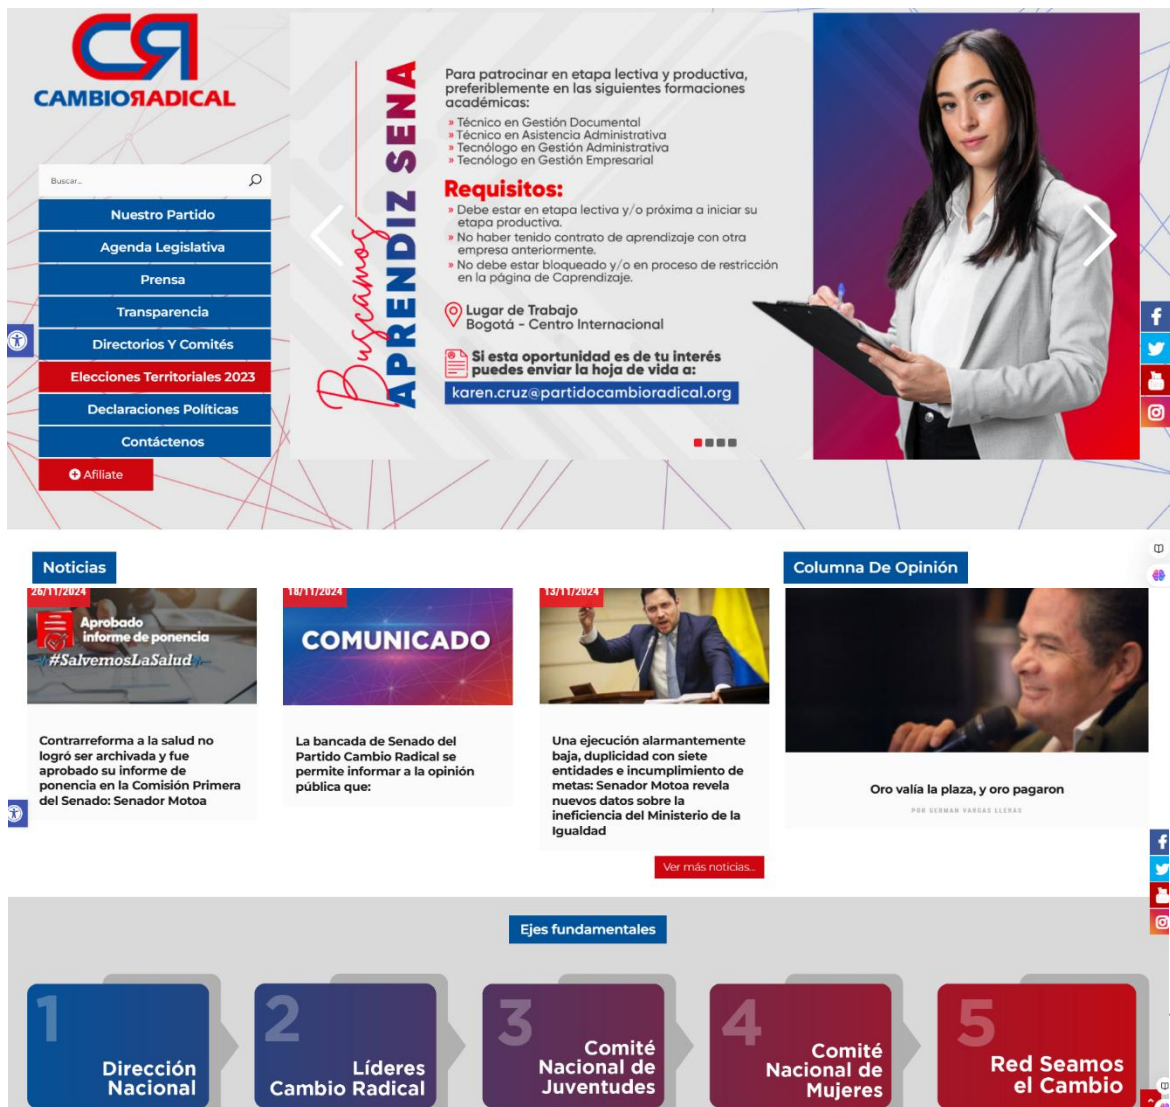 CR
CAMBIO RADICAL
Buscar...
Nuestro Partido
Agenda Legislativa
Prensa
Transparencia
Directorios Y Comités
Elecciones Territoriales 2023
Declaraciones Políticas
Contáctenos
Afiliate
Buscamos
APRENDIZ SENA
Para patrocinar en etapa lectiva y productiva,
preferiblemente en las siguientes formaciones
académicas:
» Técnico en Gestión Documental
» Técnico en Asistencia Administrativa
» Tecnólogo en Gestión Administrativa
» Tecnólogo en Gestión Empresarial
Requisitos:
» Debe estar en etapa lectiva y/o próxima a iniciar su
etapa productiva.
» No haber tenido contrato de aprendizaje con otra
empresa anteriormente.
» No debe estar bloqueado y/o en proceso de restricción
en la página de Caprendizaje.
Lugar de Trabajo
Bogotá - Centro Internacional
Si esta oportunidad es de tu interés
puedes enviar la hoja de vida a:
karen.cruz@partidocambioradical.org
Noticias
26/11/2024
Aprobado
informe de ponencia
#SalvemosLaSalud
Contrarreforma a la salud no
logró ser archivada y fue
aprobado su informe de
ponencia en la Comisión Primera
del Senado: Senador Motoa
18/11/2024
COMUNICADO
La bancada de Senado del
Partido Cambio Radical se
permite informar a la opinión
pública que:
13/11/2024
Una ejecución alarmantemente
baja, duplicidad con siete
entidades e incumplimiento de
metas: Senador Motoa revela
nuevos datos sobre la
ineficiencia del Ministerio de la
Igualdad
Ver más noticias...
Columna De Opinión
Oro valía la plaza, y oro pagaron
POR GERMAN VARGAS LLERAS
Ejes fundamentales
1
Dirección
Nacional
2
Líderes
Cambio Radical
3
Comité
Nacional de
Juventudes
4
Comité
Nacional de
Mujeres
5
Red Seamos
el Cambio